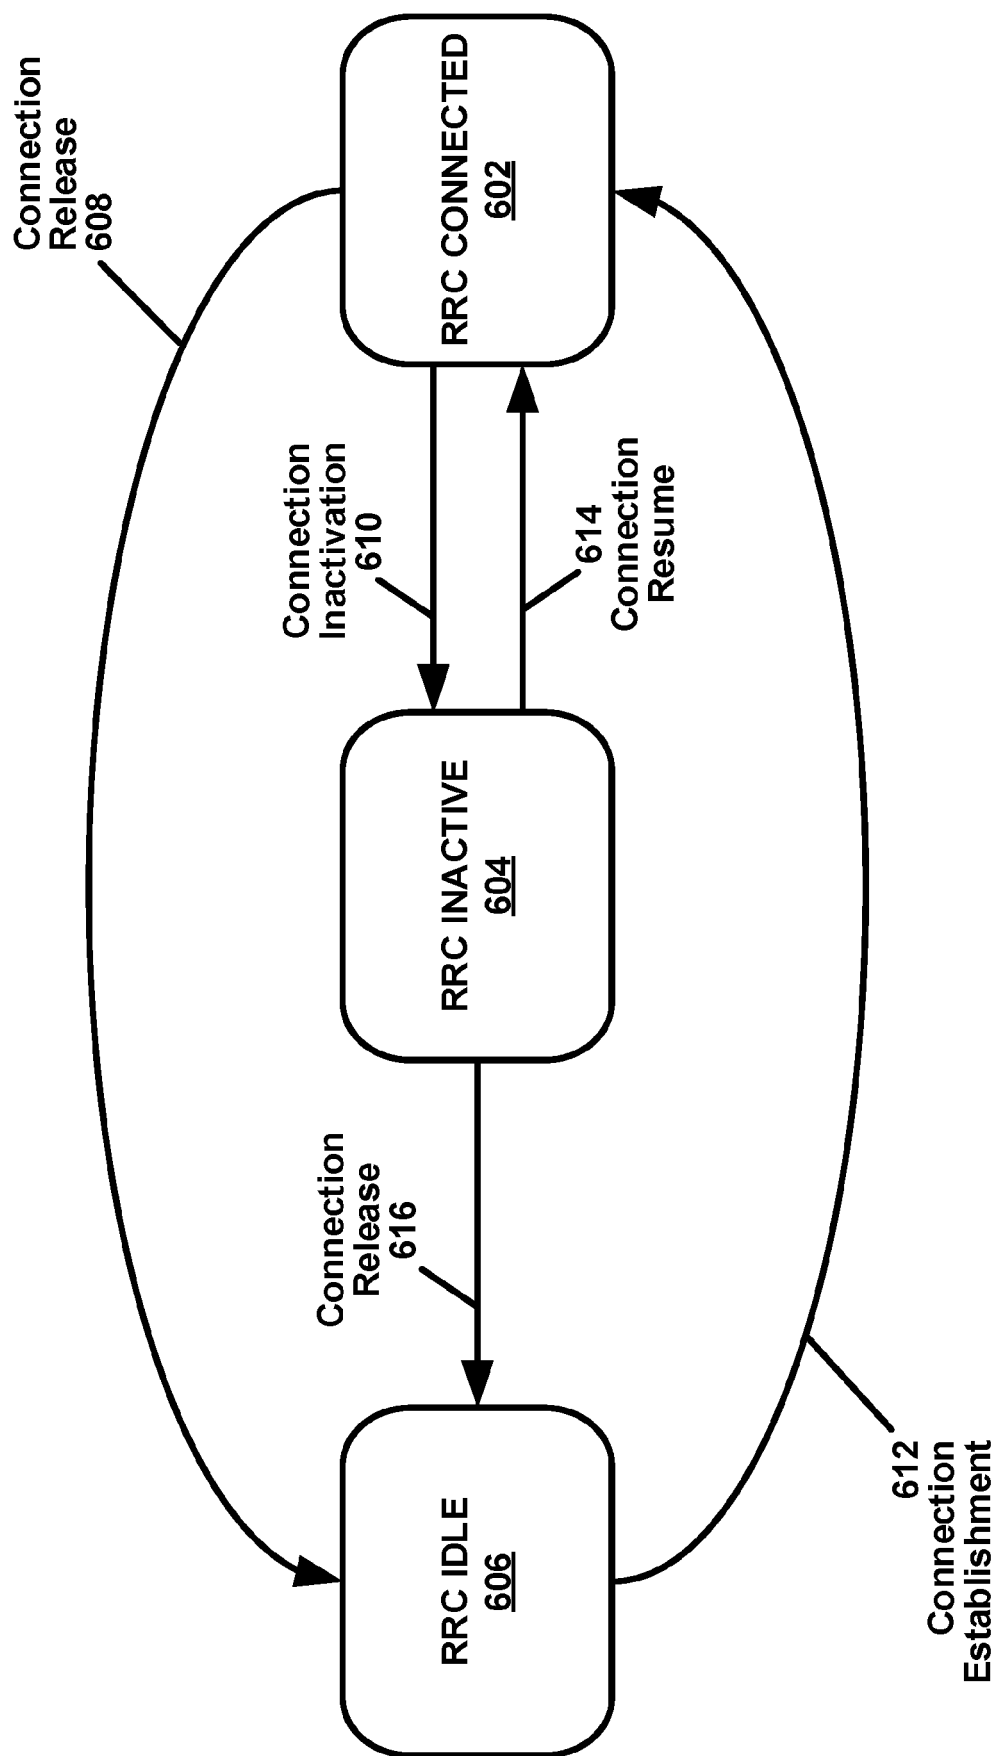 Connection
Release
608
RRC IDLE
606
Connection
Release
616
RRC INACTIVE
604
Connection
Inactivation
610
RRC CONNECTED
602
614
Connection
Resume
612
Connection
Establishment